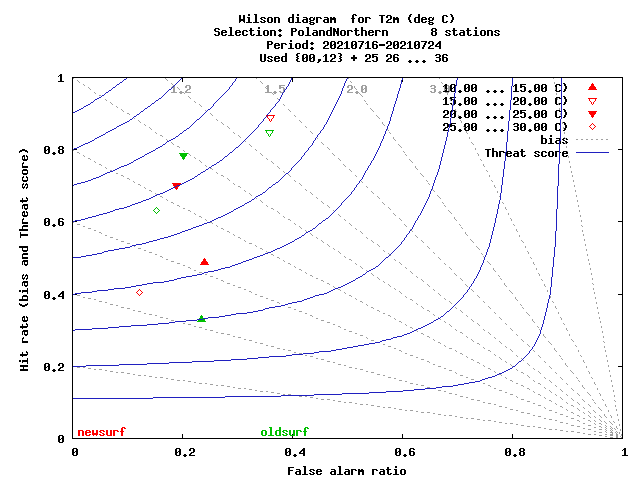 Wilson diagram  for T2m (deg C)
Selection: PolandNorthern      8 stations
Period: 20210716-20210724
Used {00,12} + 25 26 ... 36
1
0.8
0.6
0.4
0.2
0
Hit rate (bias and Threat score)
1.2 1.5 2.0 3.
10.00 ... 15.00 C)
15.00 ... 20.00 C)
20.00 ... 25.00 C)
25.00 ... 30.00 C)
bias
Threat score
newsurf oldsurf
0 0.2 0.4 0.6 0.8 1
False alarm ratio